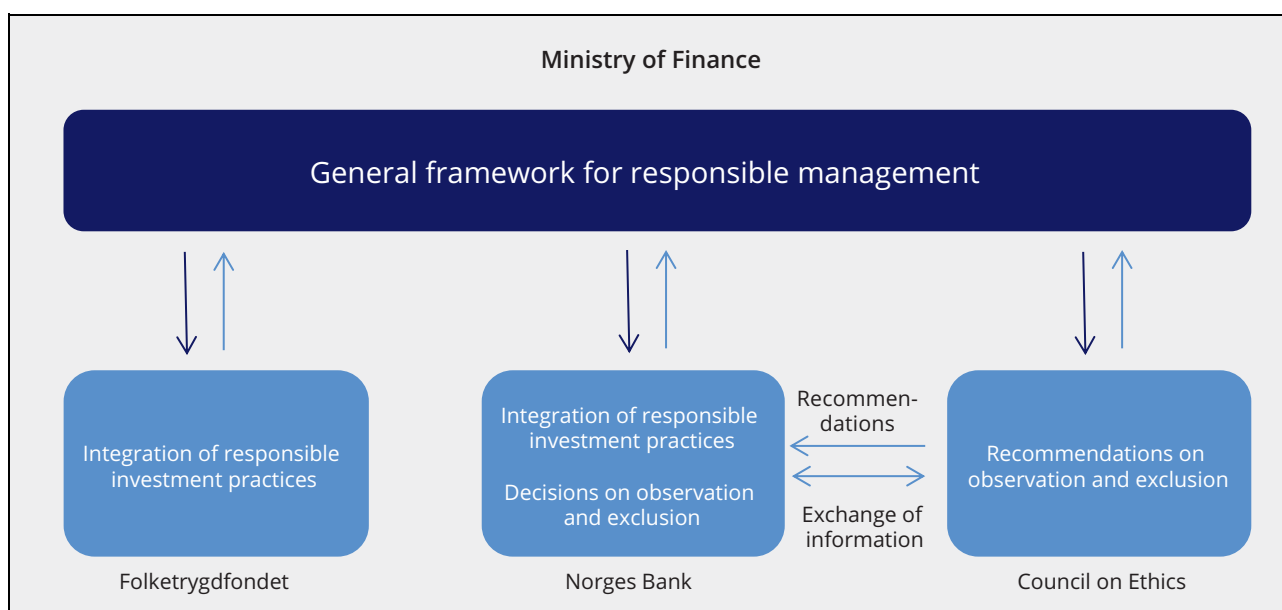 Ministry of Finance
General framework for responsible management
Integration of responsible
investment practices
Folketrygdfondet
Integration of responsible
investment practices
Decisions on observation
and exclusion
Norges Bank
Recommen-
dations
Exchange of
information
Recommendations on
observation and exclusion
Council on Ethics